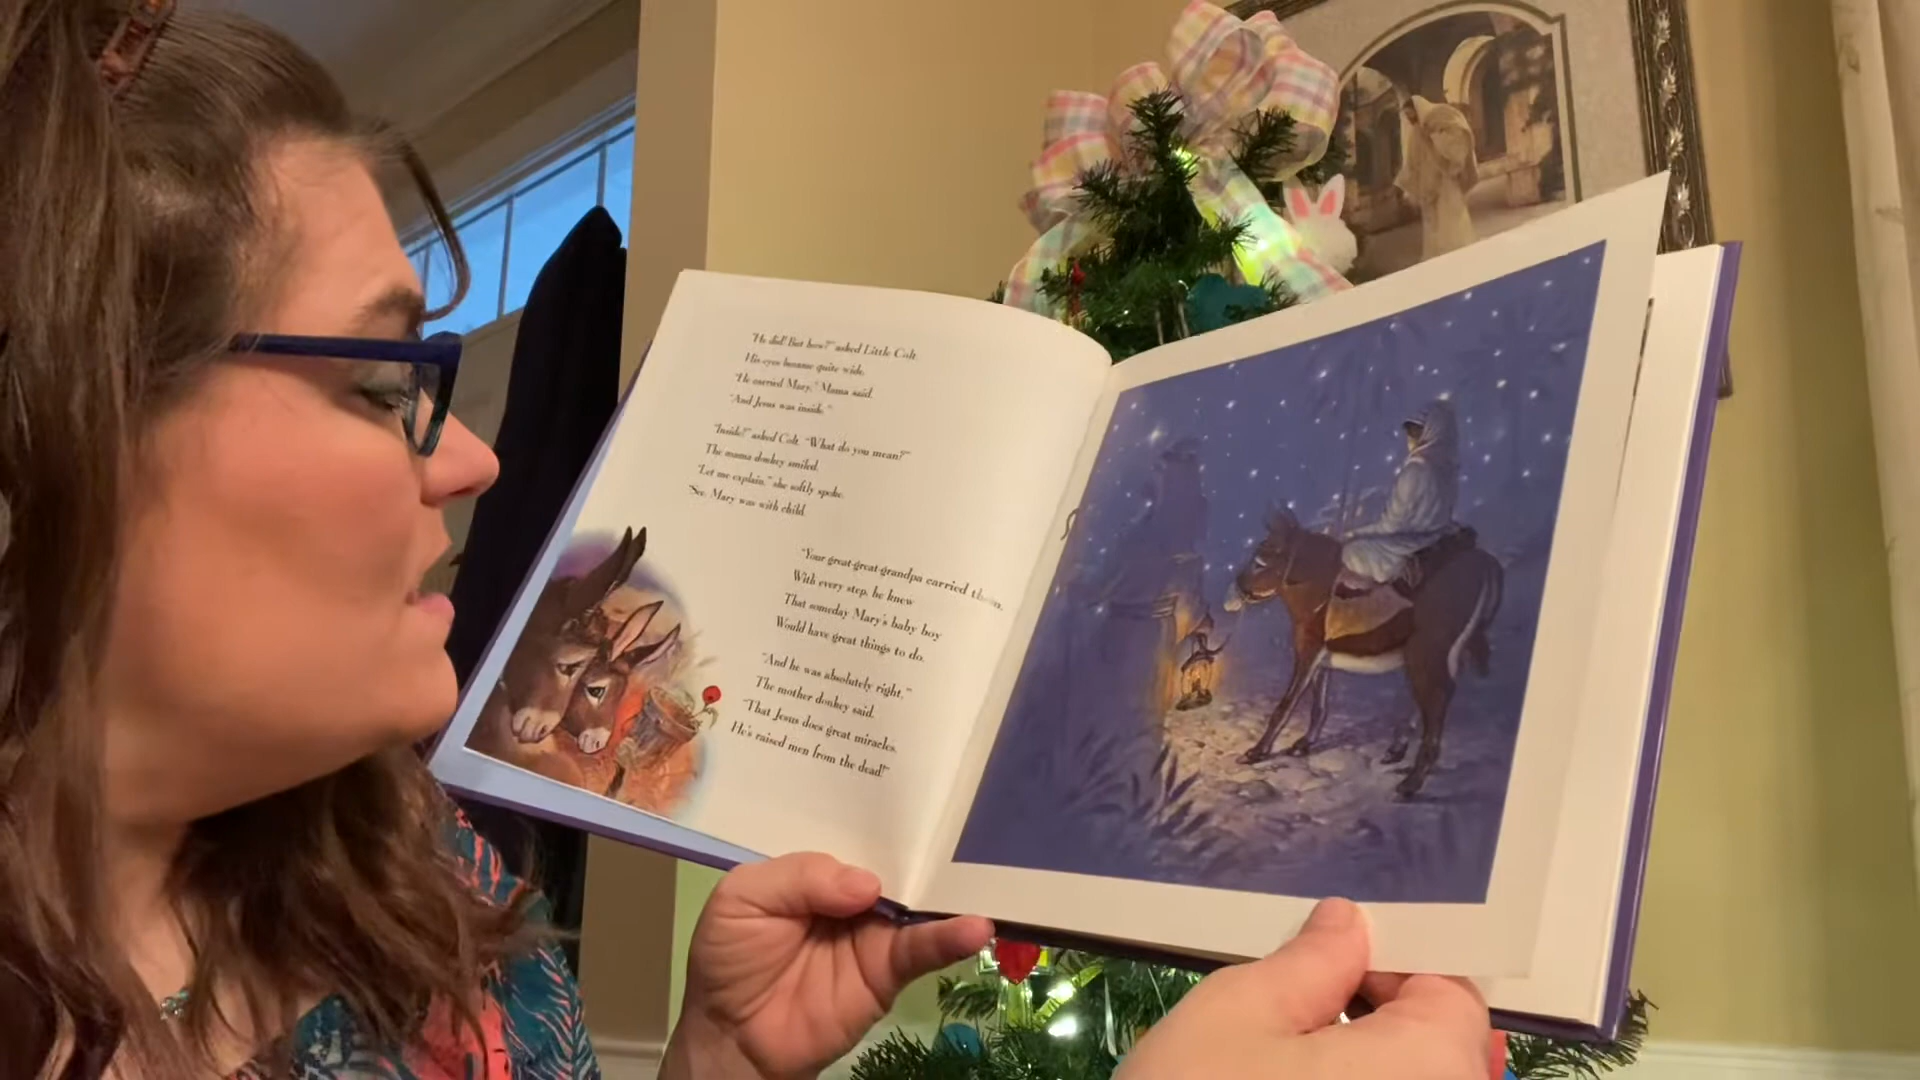 "He did? But how?" asked Little Colt.
His eyes became quite wide.
"He carried Mary," Mama said.
"And Jesus was inside."
"Inside?" asked Colt. "What do you mean?"
The mama donkey smiled.
"Let me explain," she softly spoke.
"See, Mary was with child.
"Your great-great-grandpa carried them.
With every step, he knew
That someday Mary's baby boy
Would have great things to do.
"And he was absolutely right,"
The mother donkey said.
"That Jesus does great miracles.
He's raised men from the dead!"